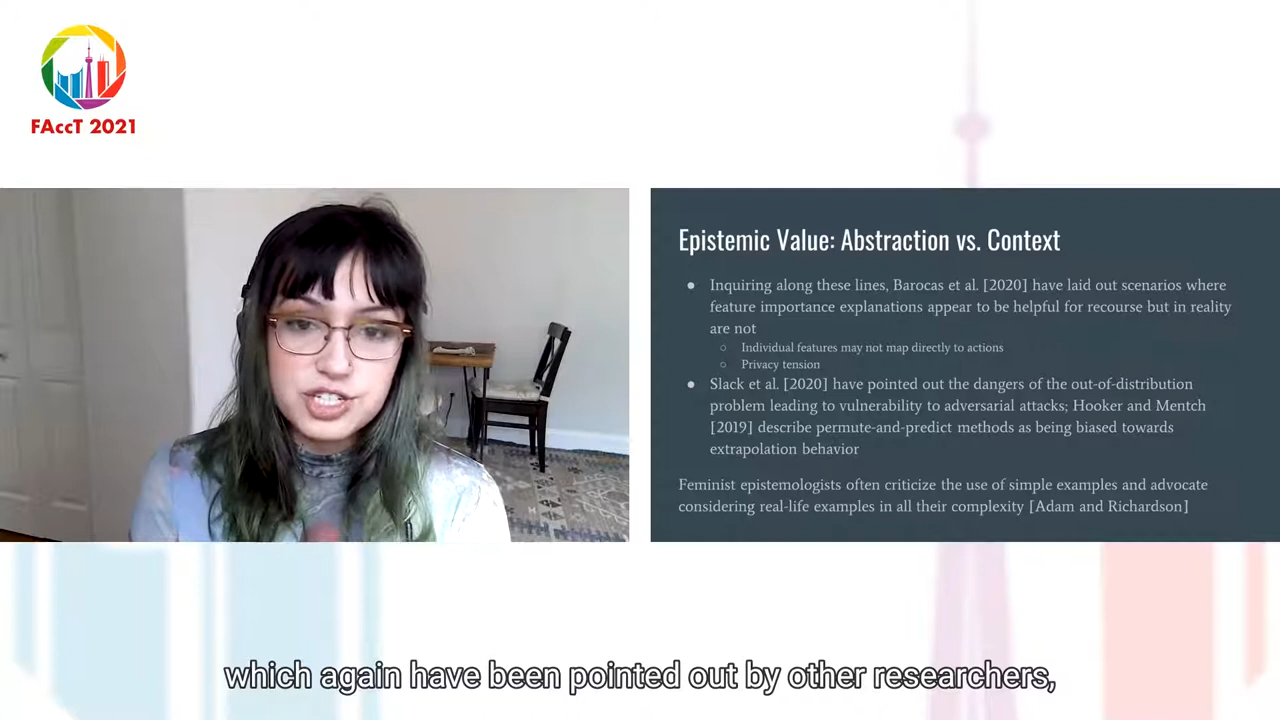 FAccT 2021
Epistemic Value: Abstraction vs. Context
● Inquiring along these lines, Barocas et al. [2020] have laid out scenarios where
feature importance explanations appear to be helpful for recourse but in reality
are not
○ Individual features may not map directly to actions
○ Privacy tension
● Slack et al. [2020] have pointed out the dangers of the out-of-distribution
problem leading to vulnerability to adversarial attacks; Hooker and Mentch
[2019] describe permute-and-predict methods as being biased towards
extrapolation behavior
Feminist epistemologists often criticize the use of simple examples and advocate
considering real-life examples in all their complexity [Adam and Richardson]
which again have been pointed out by other researchers,